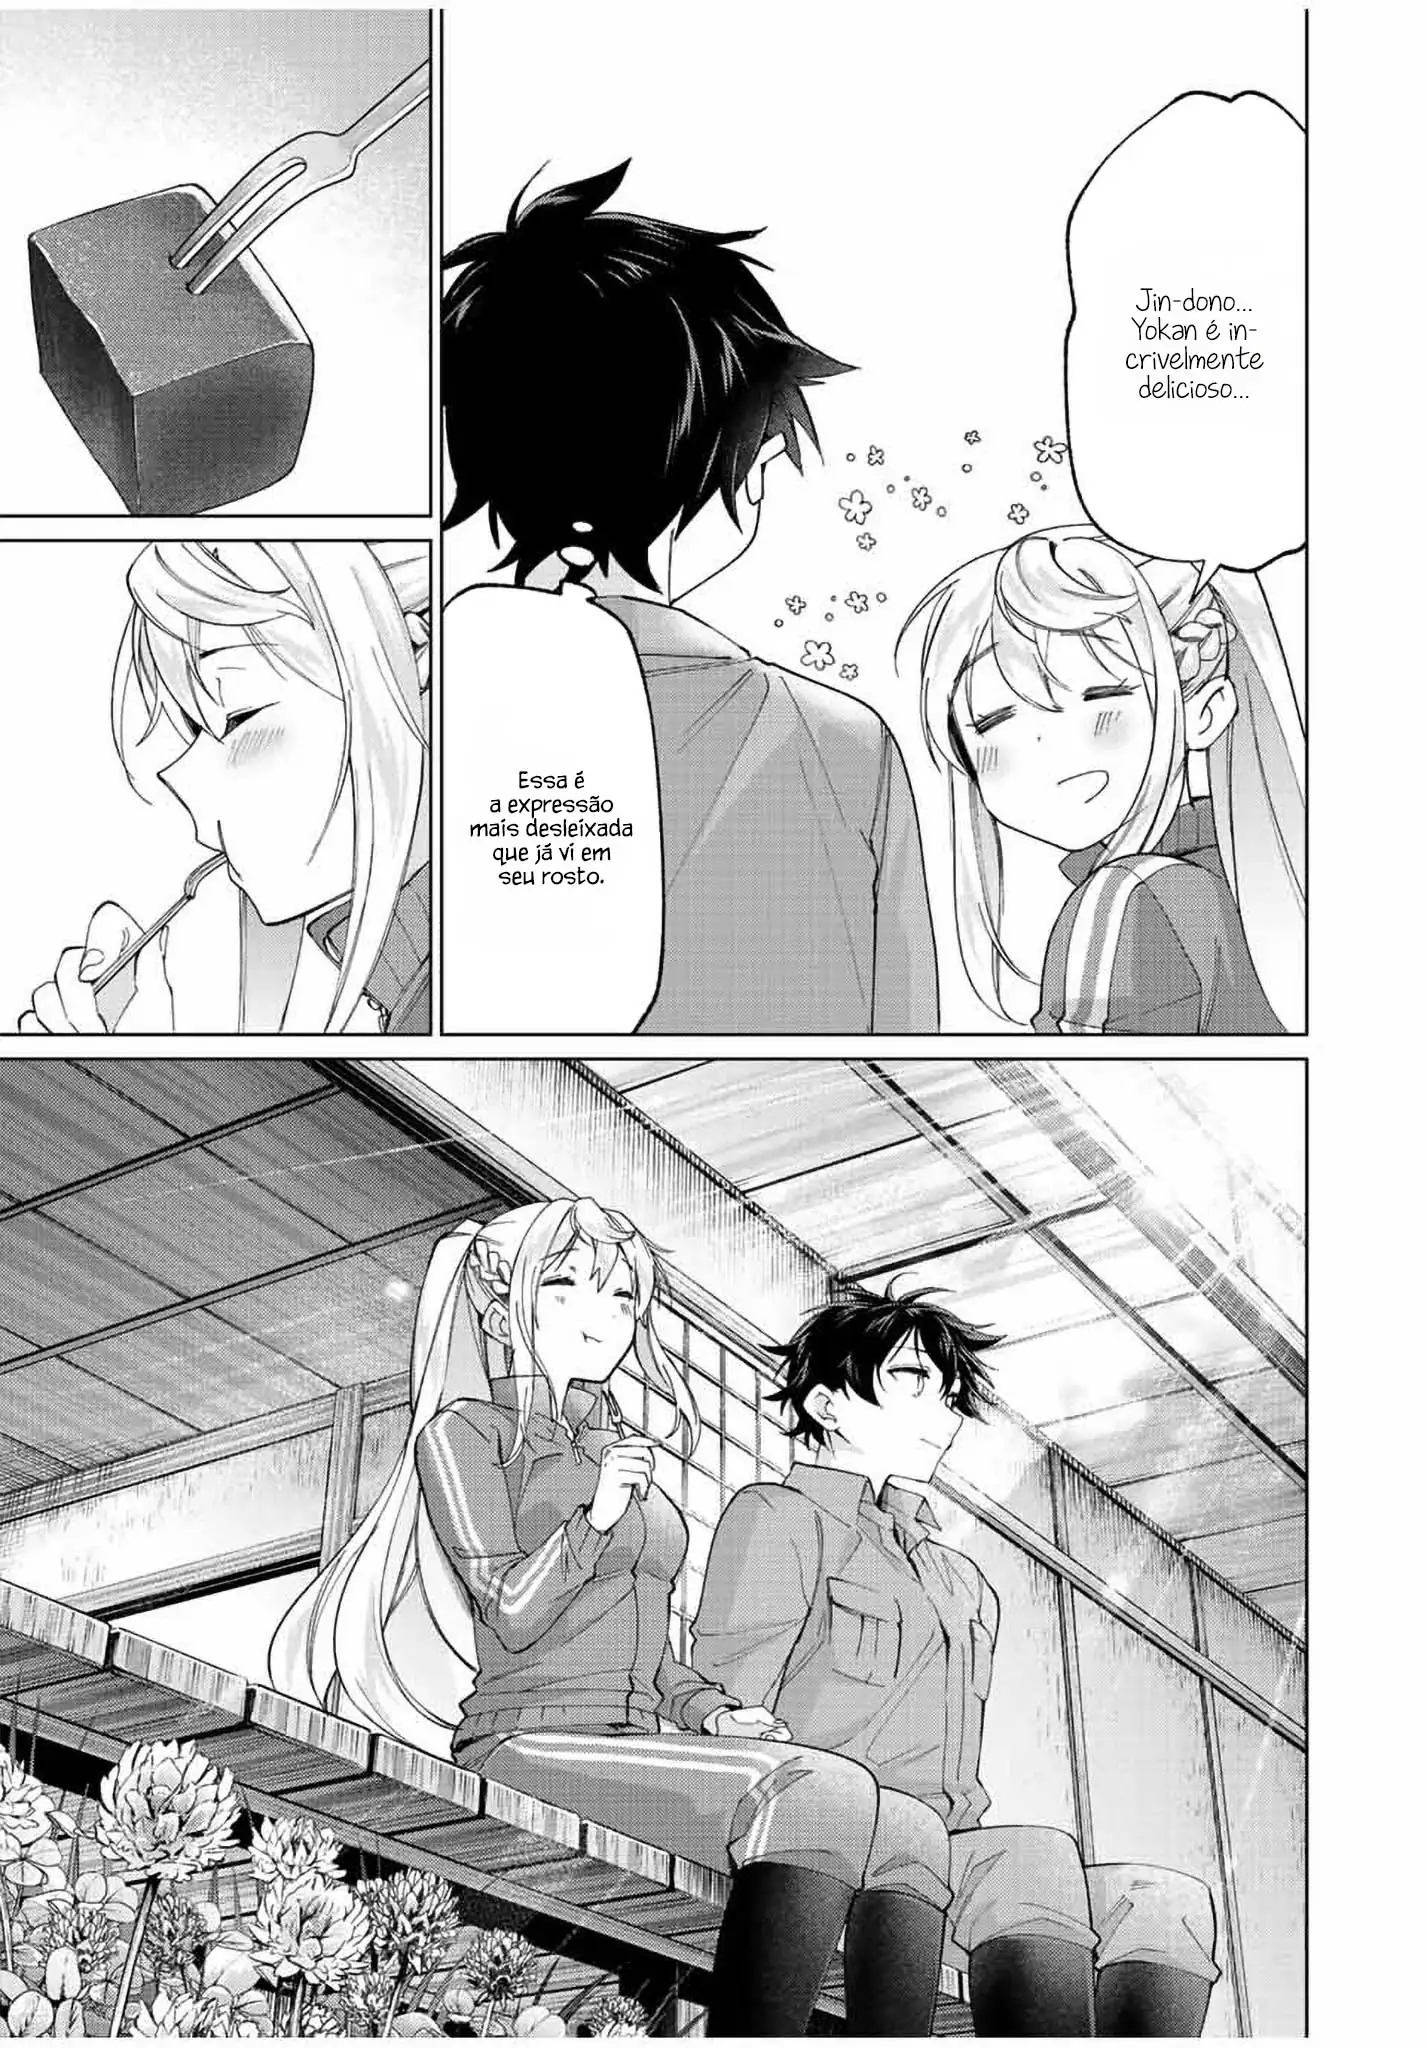 Jin-dono...
Yokan é in-
crivelmente
delicioso...
Essa é
a expressão
mais desleixada
que já vi em
seu rosto.